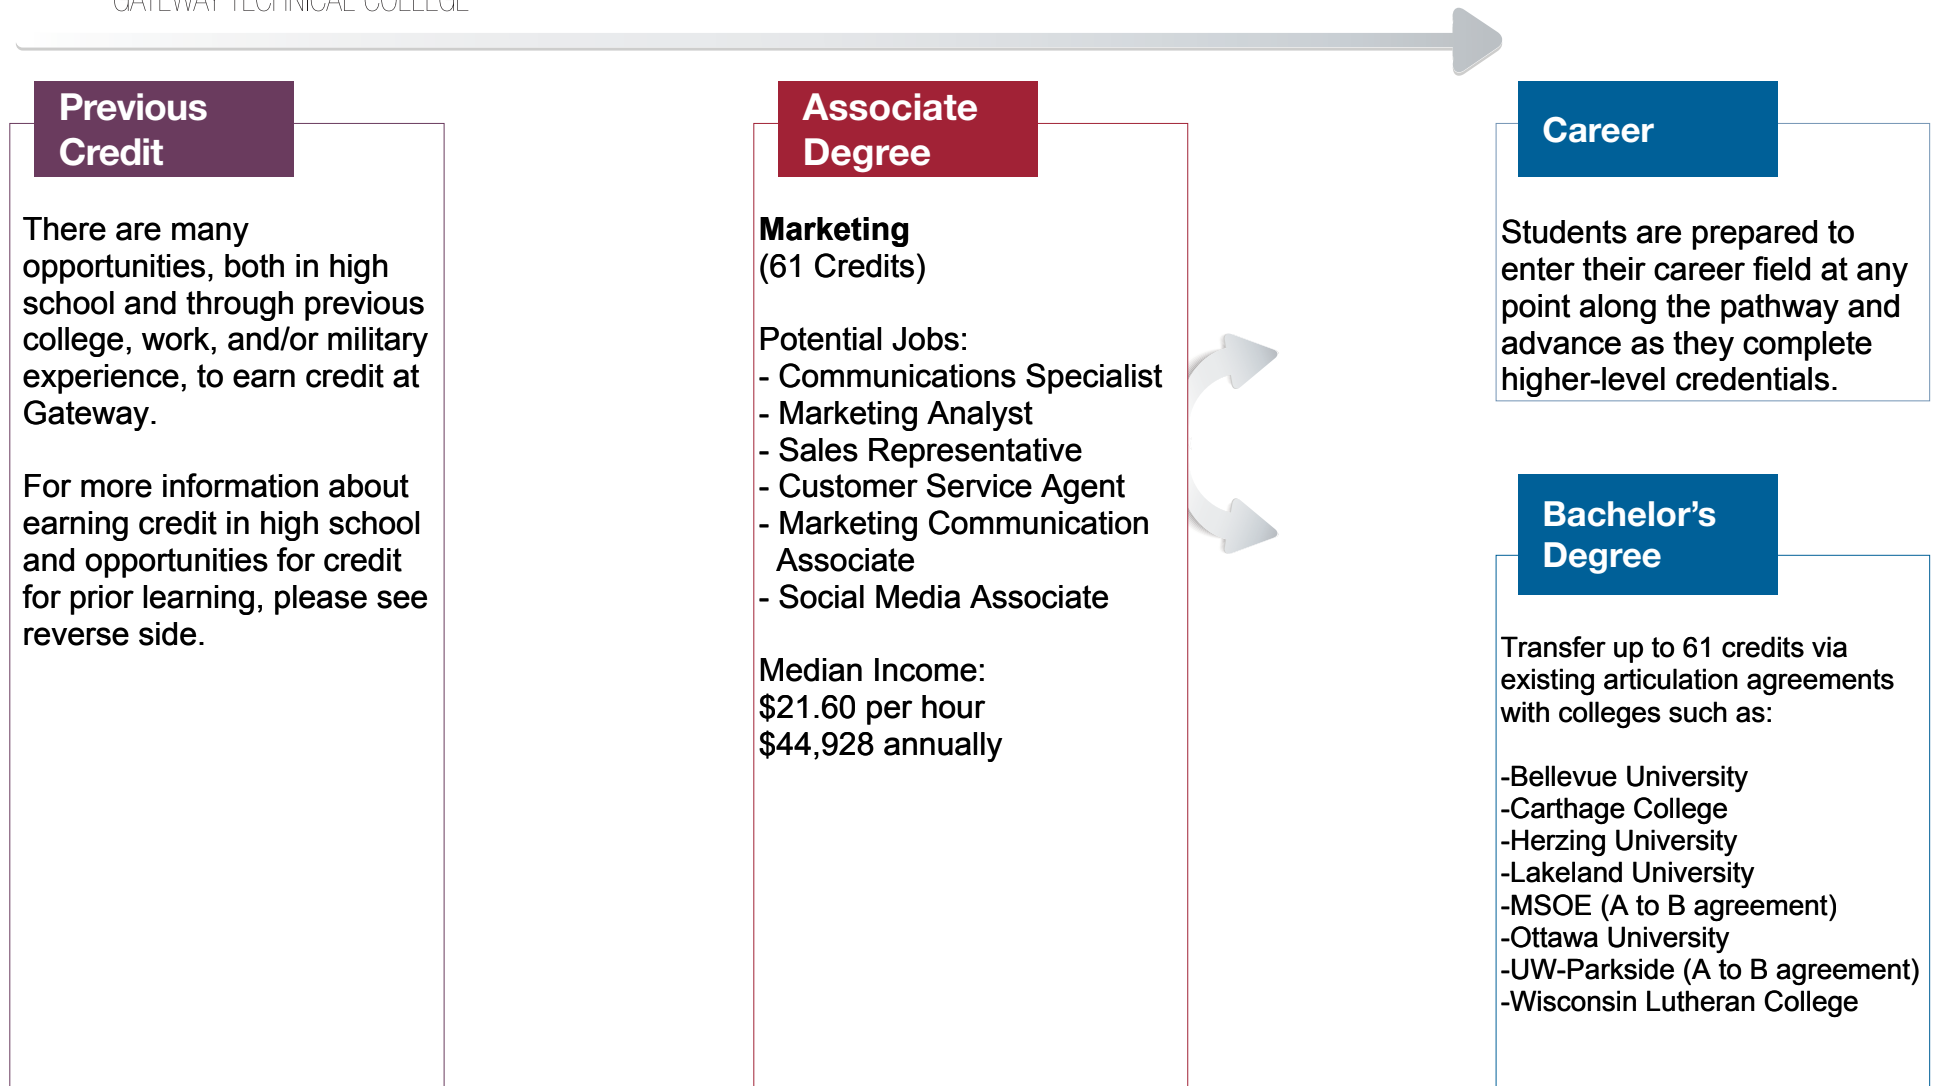 GATEWAY TECHNICAL COLLEGE
Previous
Credit
There are many
opportunities, both in high
school and through previous
college, work, and/or military
experience, to earn credit at
Gateway.
For more information about
earning credit in high school
and opportunities for credit
for prior learning, please see
reverse side.
Associate
Degree
Marketing
(61 Credits)
Potential Jobs:
- Communications Specialist
- Marketing Analyst
- Sales Representative
- Customer Service Agent
- Marketing Communication
Associate
- Social Media Associate
Median Income:
$21.60 per hour
$44,928 annually
Career
Students are prepared to
enter their career field at any
point along the pathway and
advance as they complete
higher-level credentials.
Bachelor’s
Degree
Transfer up to 61 credits via
existing articulation agreements
with colleges such as:
-Bellevue University
-Carthage College
-Herzing University
-Lakeland University
-MSOE (A to B agreement)
-Ottawa University
-UW-Parkside (A to B agreement)
-Wisconsin Lutheran College